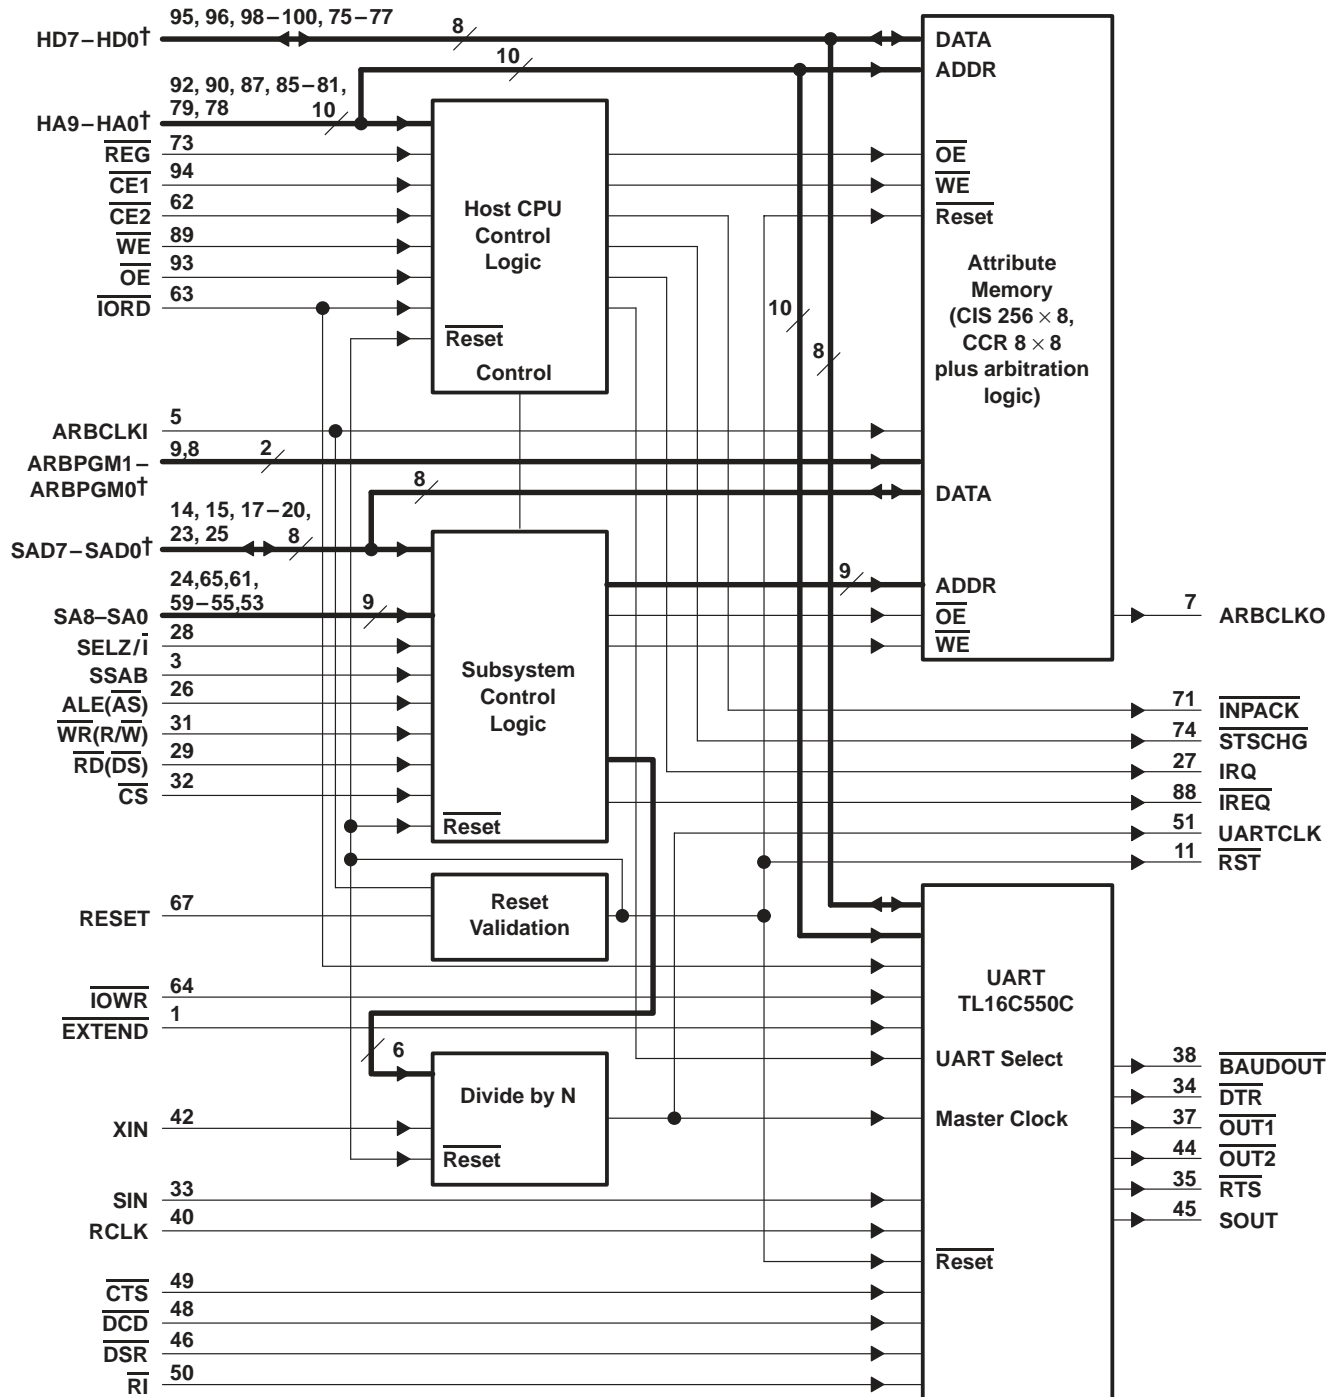 95, 96, 98–100, 75–77
HD7–HD0†
8
DATA
10
ADDR
92, 90, 87, 85–81,
79, 78
10
HA9–HA0†
REG
73
OE
CE1
94
WE
CE2
62
Reset
WE
89
OE
93
IORD
63
Host CPU
Control
Logic
Reset
Control
Attribute
Memory
(CIS 256 × 8,
CCR 8 × 8
plus arbitration
logic)
10
8
ARBCLKI
5
ARBPGM1–
ARBPGM0†
9,8
2
8
DATA
14, 15, 17–20,
23, 25
8
SAD7–SAD0†
24,65,61,
59–55,53
9
SA8–SA0
9
ADDR
OE
WE
7
ARBCLKO
SELZ/I
28
SSAB
3
ALE(AS)
26
WR(R/W)
31
RD(DS)
29
CS
32
Subsystem
Control
Logic
Reset
71
INPACK
74
STSCHG
27
IRQ
88
IREQ
51
UARTCLK
11
RST
RESET
67
Reset
Validation
IOWR
64
EXTEND
1
UART
TL16C550C
6
UART Select
Divide by N
XIN
42
Reset
Master Clock
38
BAUDOUT
34
DTR
37
OUT1
44
OUT2
35
RTS
45
SOUT
SIN
33
RCLK
40
Reset
CTS
49
DCD
48
DSR
46
RI
50